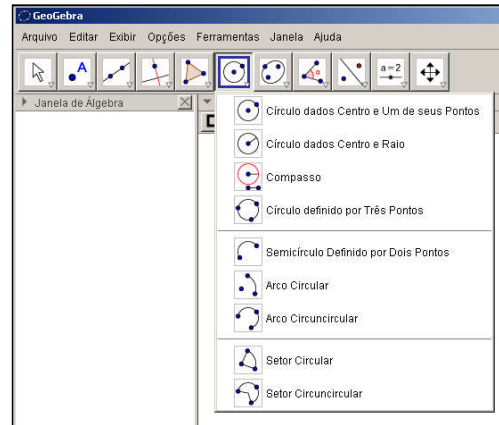 GeoGebra
Arquivo Editar Exibir Opções Ferramentas Janela Ajuda
A
α
a=2
Janela de Álgebra
Círculo dados Centro e Um de seus Pontos
Círculo dados Centro e Raio
Compasso
Círculo definido por Três Pontos
Semicírculo Definido por Dois Pontos
Arco Circular
Arco Circuncircular
Setor Circular
Setor Circuncircular